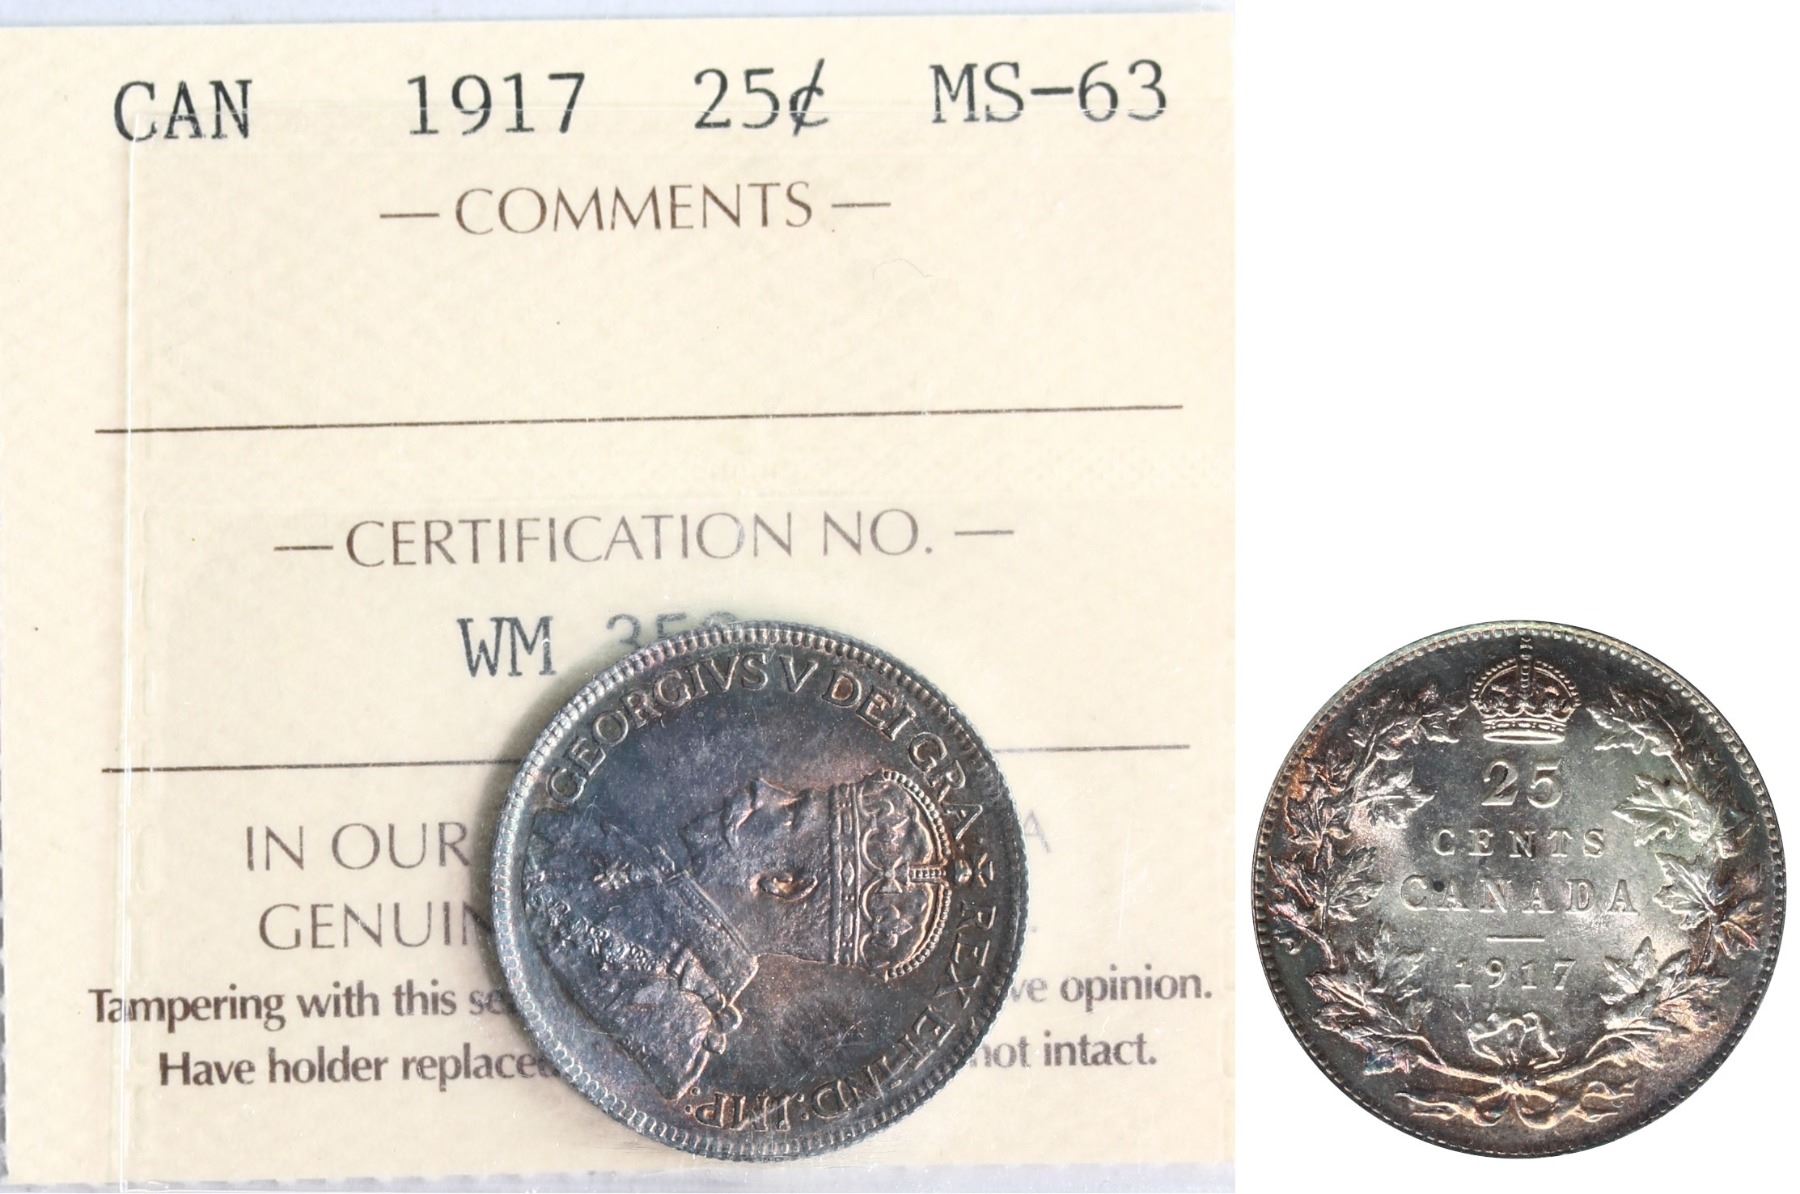 CAN 1917 25¢ MS-63
— COMMENTS —
— CERTIFICATION NO. —
WM
IN OUR
GENUIN
Tampering with this se ve opinion.
Have holder replaced not intact.
GEORGIVS V DEI GRA: REX ET IND: IMP:
25
CENTS
CANADA
1917